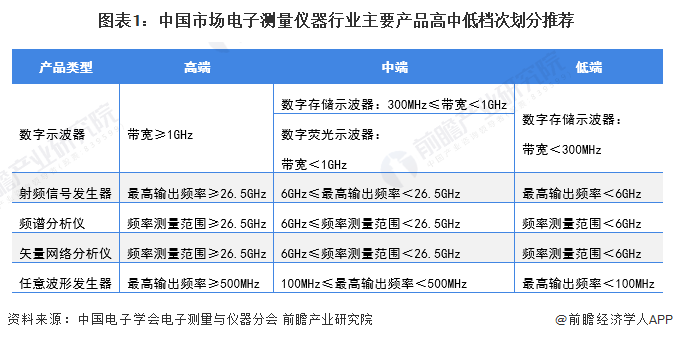 图表1：中国市场电子测量仪器行业主要产品高中低档次划分推荐
产品类型 高端 中端 低端
数字示波器 带宽≥1GHz
数字存储示波器：300MHz≤带宽＜1GHz
数字荧光示波器：
带宽＜1GHz
数字存储示波器：
带宽＜300MHz
射频信号发生器 最高输出频率≥26.5GHz 6GHz≤最高输出频率＜26.5GHz 最高输出频率＜6GHz
频谱分析仪 频率测量范围≥26.5GHz 6GHz≤频率测量范围＜26.5GHz 频率测量范围＜6GHz
矢量网络分析仪 频率测量范围≥26.5GHz 6GHz≤频率测量范围＜26.5GHz 频率测量范围＜6GHz
任意波形发生器 最高输出频率≥500MHz 100MHz≤最高输出频率＜500MHz 最高输出频率＜100MHz
资料来源：中国电子学会电子测量与仪器分会 前瞻产业研究院 @前瞻经济学人APP
前瞻产业研究院